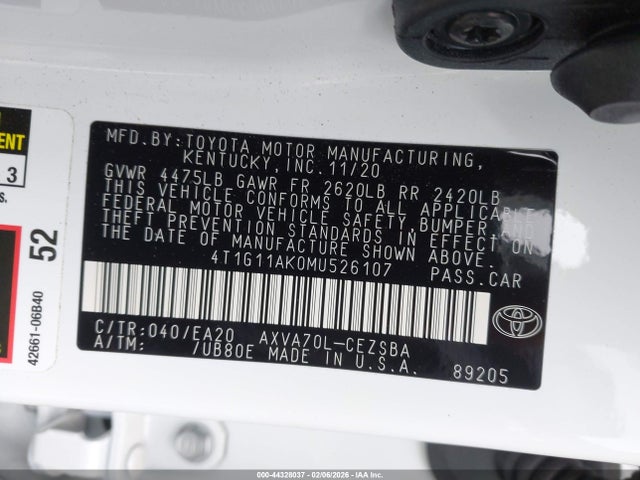 ENT
3
s.
52
42661-06B40
MFD.BY:TOYOTA MOTOR MANUFACTURING,
KENTUCKY, INC. 11/20
GVWR 4475LB GAWR FR 2620LB RR 2420LB
THIS VEHICLE CONFORMS TO ALL APPLICABLE
FEDERAL MOTOR VEHICLE SAFETY, BUMPER AND
THEFT PREVENTION STANDARDS IN EFFECT ON
THE DATE OF MANUFACTURE SHOWN ABOVE.
4T1G11AK0MU526107 PASS.CAR
C/TR:040/EA20 AXVA70L-CEZSBA
A/TM: /UB80E MADE IN U.S.A.
89205
000-44328037 - 02/06/2026 - IAAI.COM